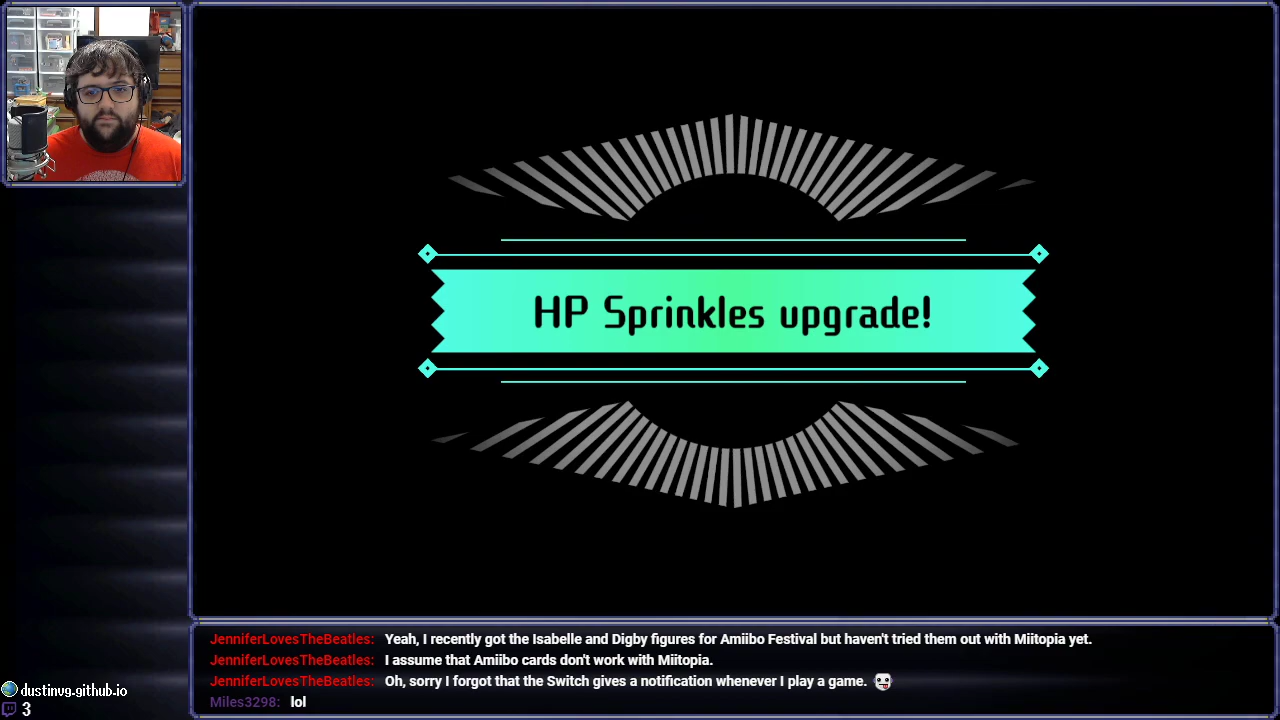 HP Sprinkles upgrade!
JenniferLovesTheBeatles: Yeah, I recently got the Isabelle and Digby figures for Amiibo Festival but haven't tried them out with Miitopia yet.
JenniferLovesTheBeatles: I assume that Amiibo cards don't work with Miitopia.
JenniferLovesTheBeatles: Oh, sorry I forgot that the Switch gives a notification whenever I play a game.
Miles3298: lol
dustinvg.github.io
3